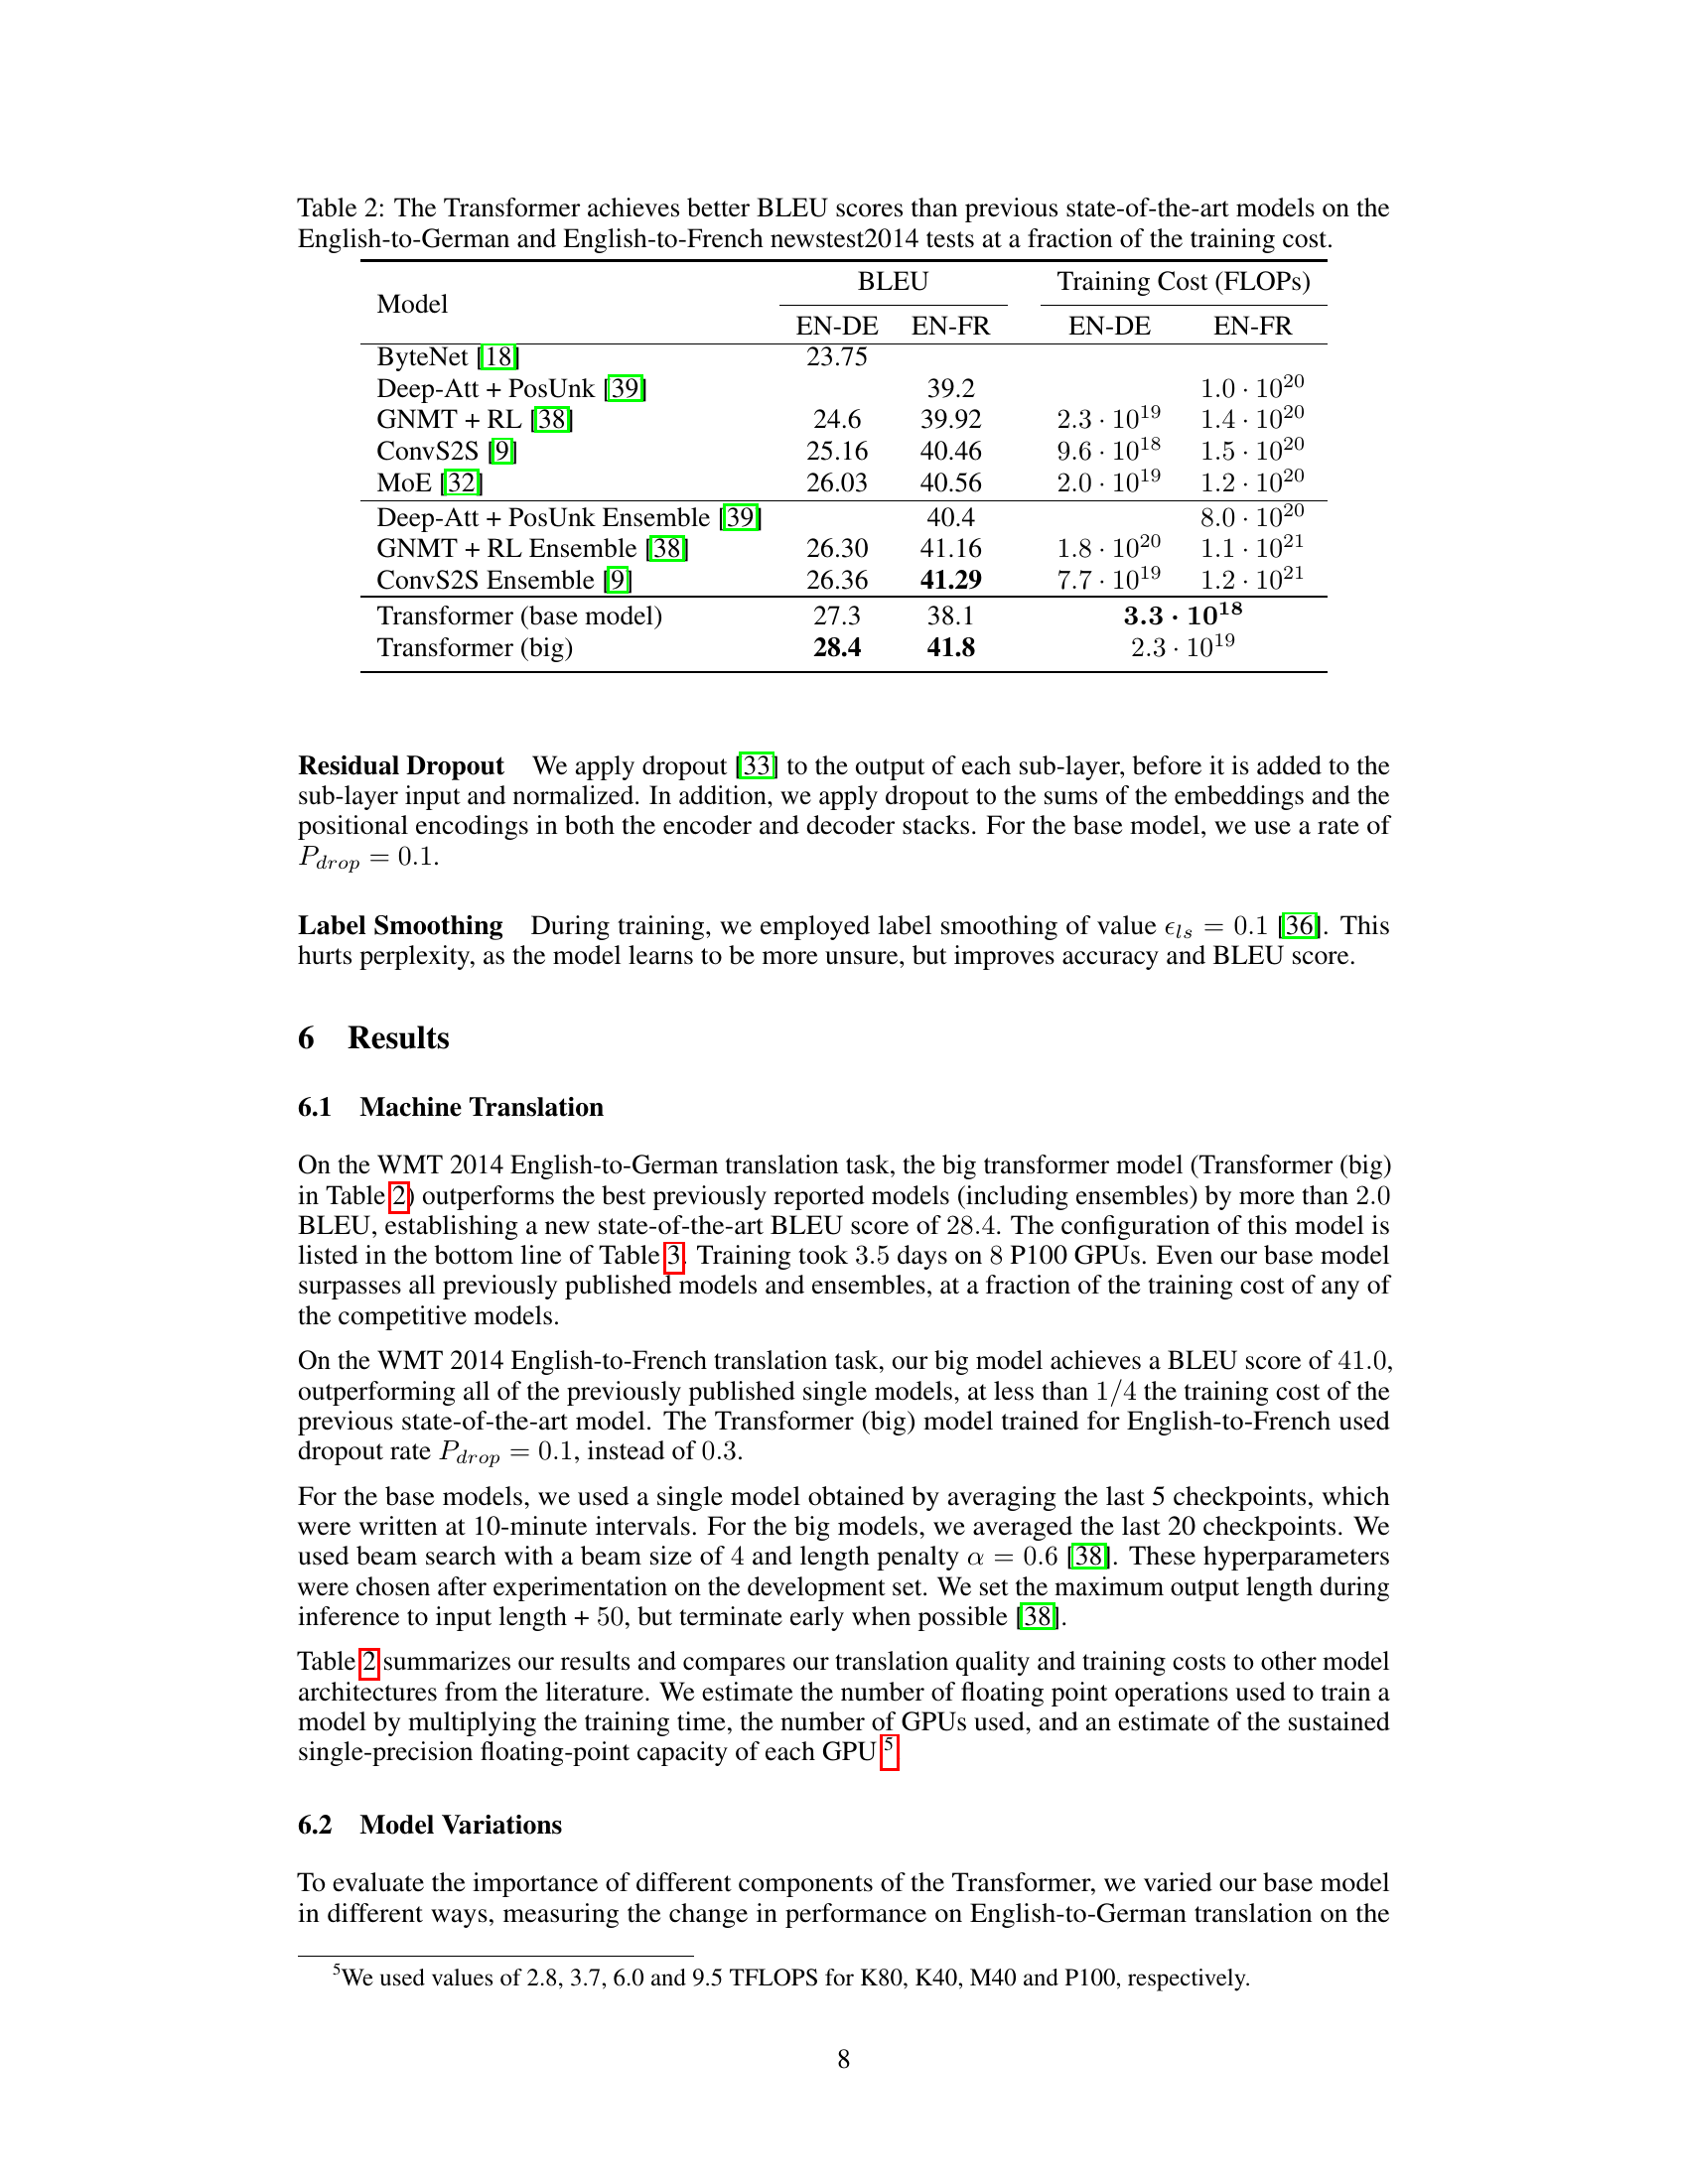 Table 2: The Transformer achieves better BLEU scores than previous state-of-the-art models on the
English-to-German and English-to-French newstest2014 tests at a fraction of the training cost.
Model BLEU Training Cost (FLOPs)
EN-DE EN-FR EN-DE EN-FR
ByteNet [18] 23.75
Deep-Att + PosUnk [39] 39.2 1.0 · 10^20
GNMT + RL [38] 24.6 39.92 2.3 · 10^19 1.4 · 10^20
ConvS2S [9] 25.16 40.46 9.6 · 10^18 1.5 · 10^20
MoE [32] 26.03 40.56 2.0 · 10^19 1.2 · 10^20
Deep-Att + PosUnk Ensemble [39] 40.4 8.0 · 10^20
GNMT + RL Ensemble [38] 26.30 41.16 1.8 · 10^20 1.1 · 10^21
ConvS2S Ensemble [9] 26.36 41.29 7.7 · 10^19 1.2 · 10^21
Transformer (base model) 27.3 38.1 3.3 · 10^18
Transformer (big) 28.4 41.8 2.3 · 10^19
Residual Dropout We apply dropout [33] to the output of each sub-layer, before it is added to the
sub-layer input and normalized. In addition, we apply dropout to the sums of the embeddings and the
positional encodings in both the encoder and decoder stacks. For the base model, we use a rate of
P_drop = 0.1.
Label Smoothing During training, we employed label smoothing of value ϵ_ls = 0.1 [36]. This
hurts perplexity, as the model learns to be more unsure, but improves accuracy and BLEU score.
6 Results
6.1 Machine Translation
On the WMT 2014 English-to-German translation task, the big transformer model (Transformer (big)
in Table 2) outperforms the best previously reported models (including ensembles) by more than 2.0
BLEU, establishing a new state-of-the-art BLEU score of 28.4. The configuration of this model is
listed in the bottom line of Table 3. Training took 3.5 days on 8 P100 GPUs. Even our base model
surpasses all previously published models and ensembles, at a fraction of the training cost of any of
the competitive models.
On the WMT 2014 English-to-French translation task, our big model achieves a BLEU score of 41.0,
outperforming all of the previously published single models, at less than 1/4 the training cost of the
previous state-of-the-art model. The Transformer (big) model trained for English-to-French used
dropout rate P_drop = 0.1, instead of 0.3.
For the base models, we used a single model obtained by averaging the last 5 checkpoints, which
were written at 10-minute intervals. For the big models, we averaged the last 20 checkpoints. We
used beam search with a beam size of 4 and length penalty α = 0.6 [38]. These hyperparameters
were chosen after experimentation on the development set. We set the maximum output length during
inference to input length + 50, but terminate early when possible [38].
Table 2 summarizes our results and compares our translation quality and training costs to other model
architectures from the literature. We estimate the number of floating point operations used to train a
model by multiplying the training time, the number of GPUs used, and an estimate of the sustained
single-precision floating-point capacity of each GPU 5
6.2 Model Variations
To evaluate the importance of different components of the Transformer, we varied our base model
in different ways, measuring the change in performance on English-to-German translation on the
5We used values of 2.8, 3.7, 6.0 and 9.5 TFLOPS for K80, K40, M40 and P100, respectively.
8